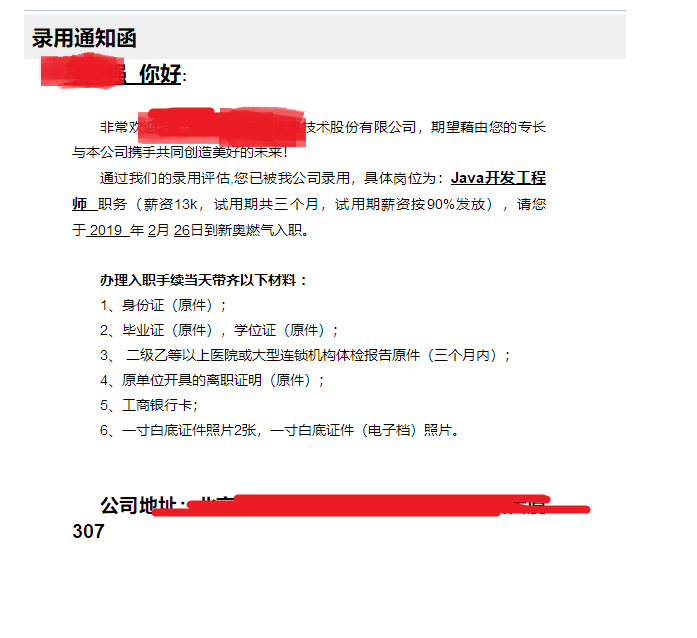 录用通知函
你好:
非常欢 技术股份有限公司，期望藉由您的专长
与本公司携手共同创造美好的未来！
通过我们的录用评估,您已被我公司录用，具体岗位为：Java开发工程
师 职务（薪资13k，试用期共三个月，试用期薪资按90%发放），请您
于 2019 年 2月 26日到新奥燃气入职。
办理入职手续当天带齐以下材料：
1、身份证（原件）；
2、毕业证（原件），学位证（原件）；
3、 二级乙等以上医院或大型连锁机构体检报告原件（三个月内）；
4、原单位开具的离职证明（原件）；
5、工商银行卡；
6、一寸白底证件照片2张，一寸白底证件（电子档）照片。
公司地址：
307